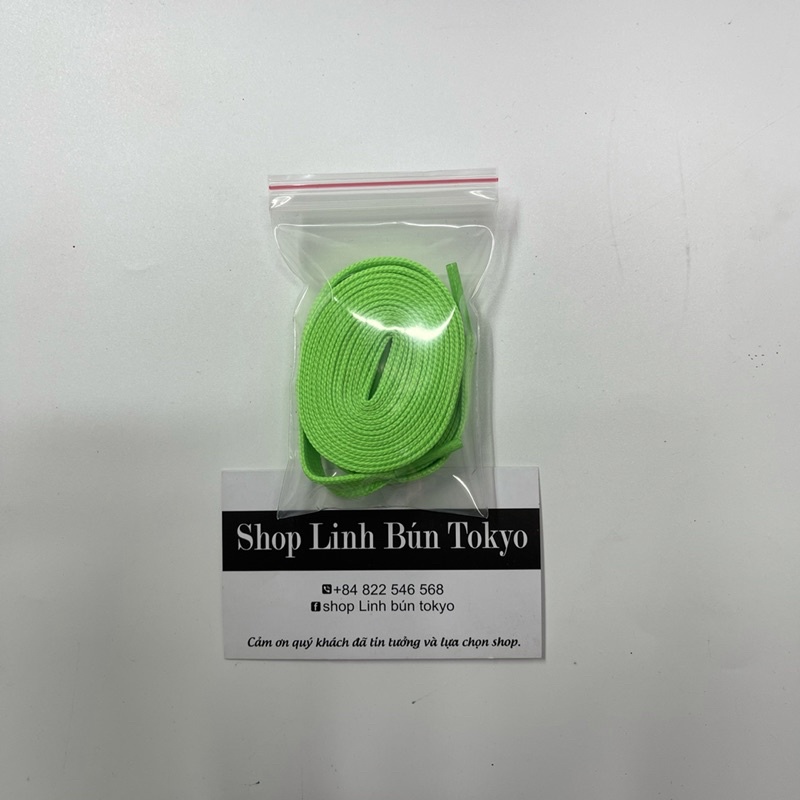 Shop Linh Bún Tokyo
+84 822 546 568
shop Linh bún tokyo
Cảm ơn quý khách đã tin tưởng và lựa chọn shop.